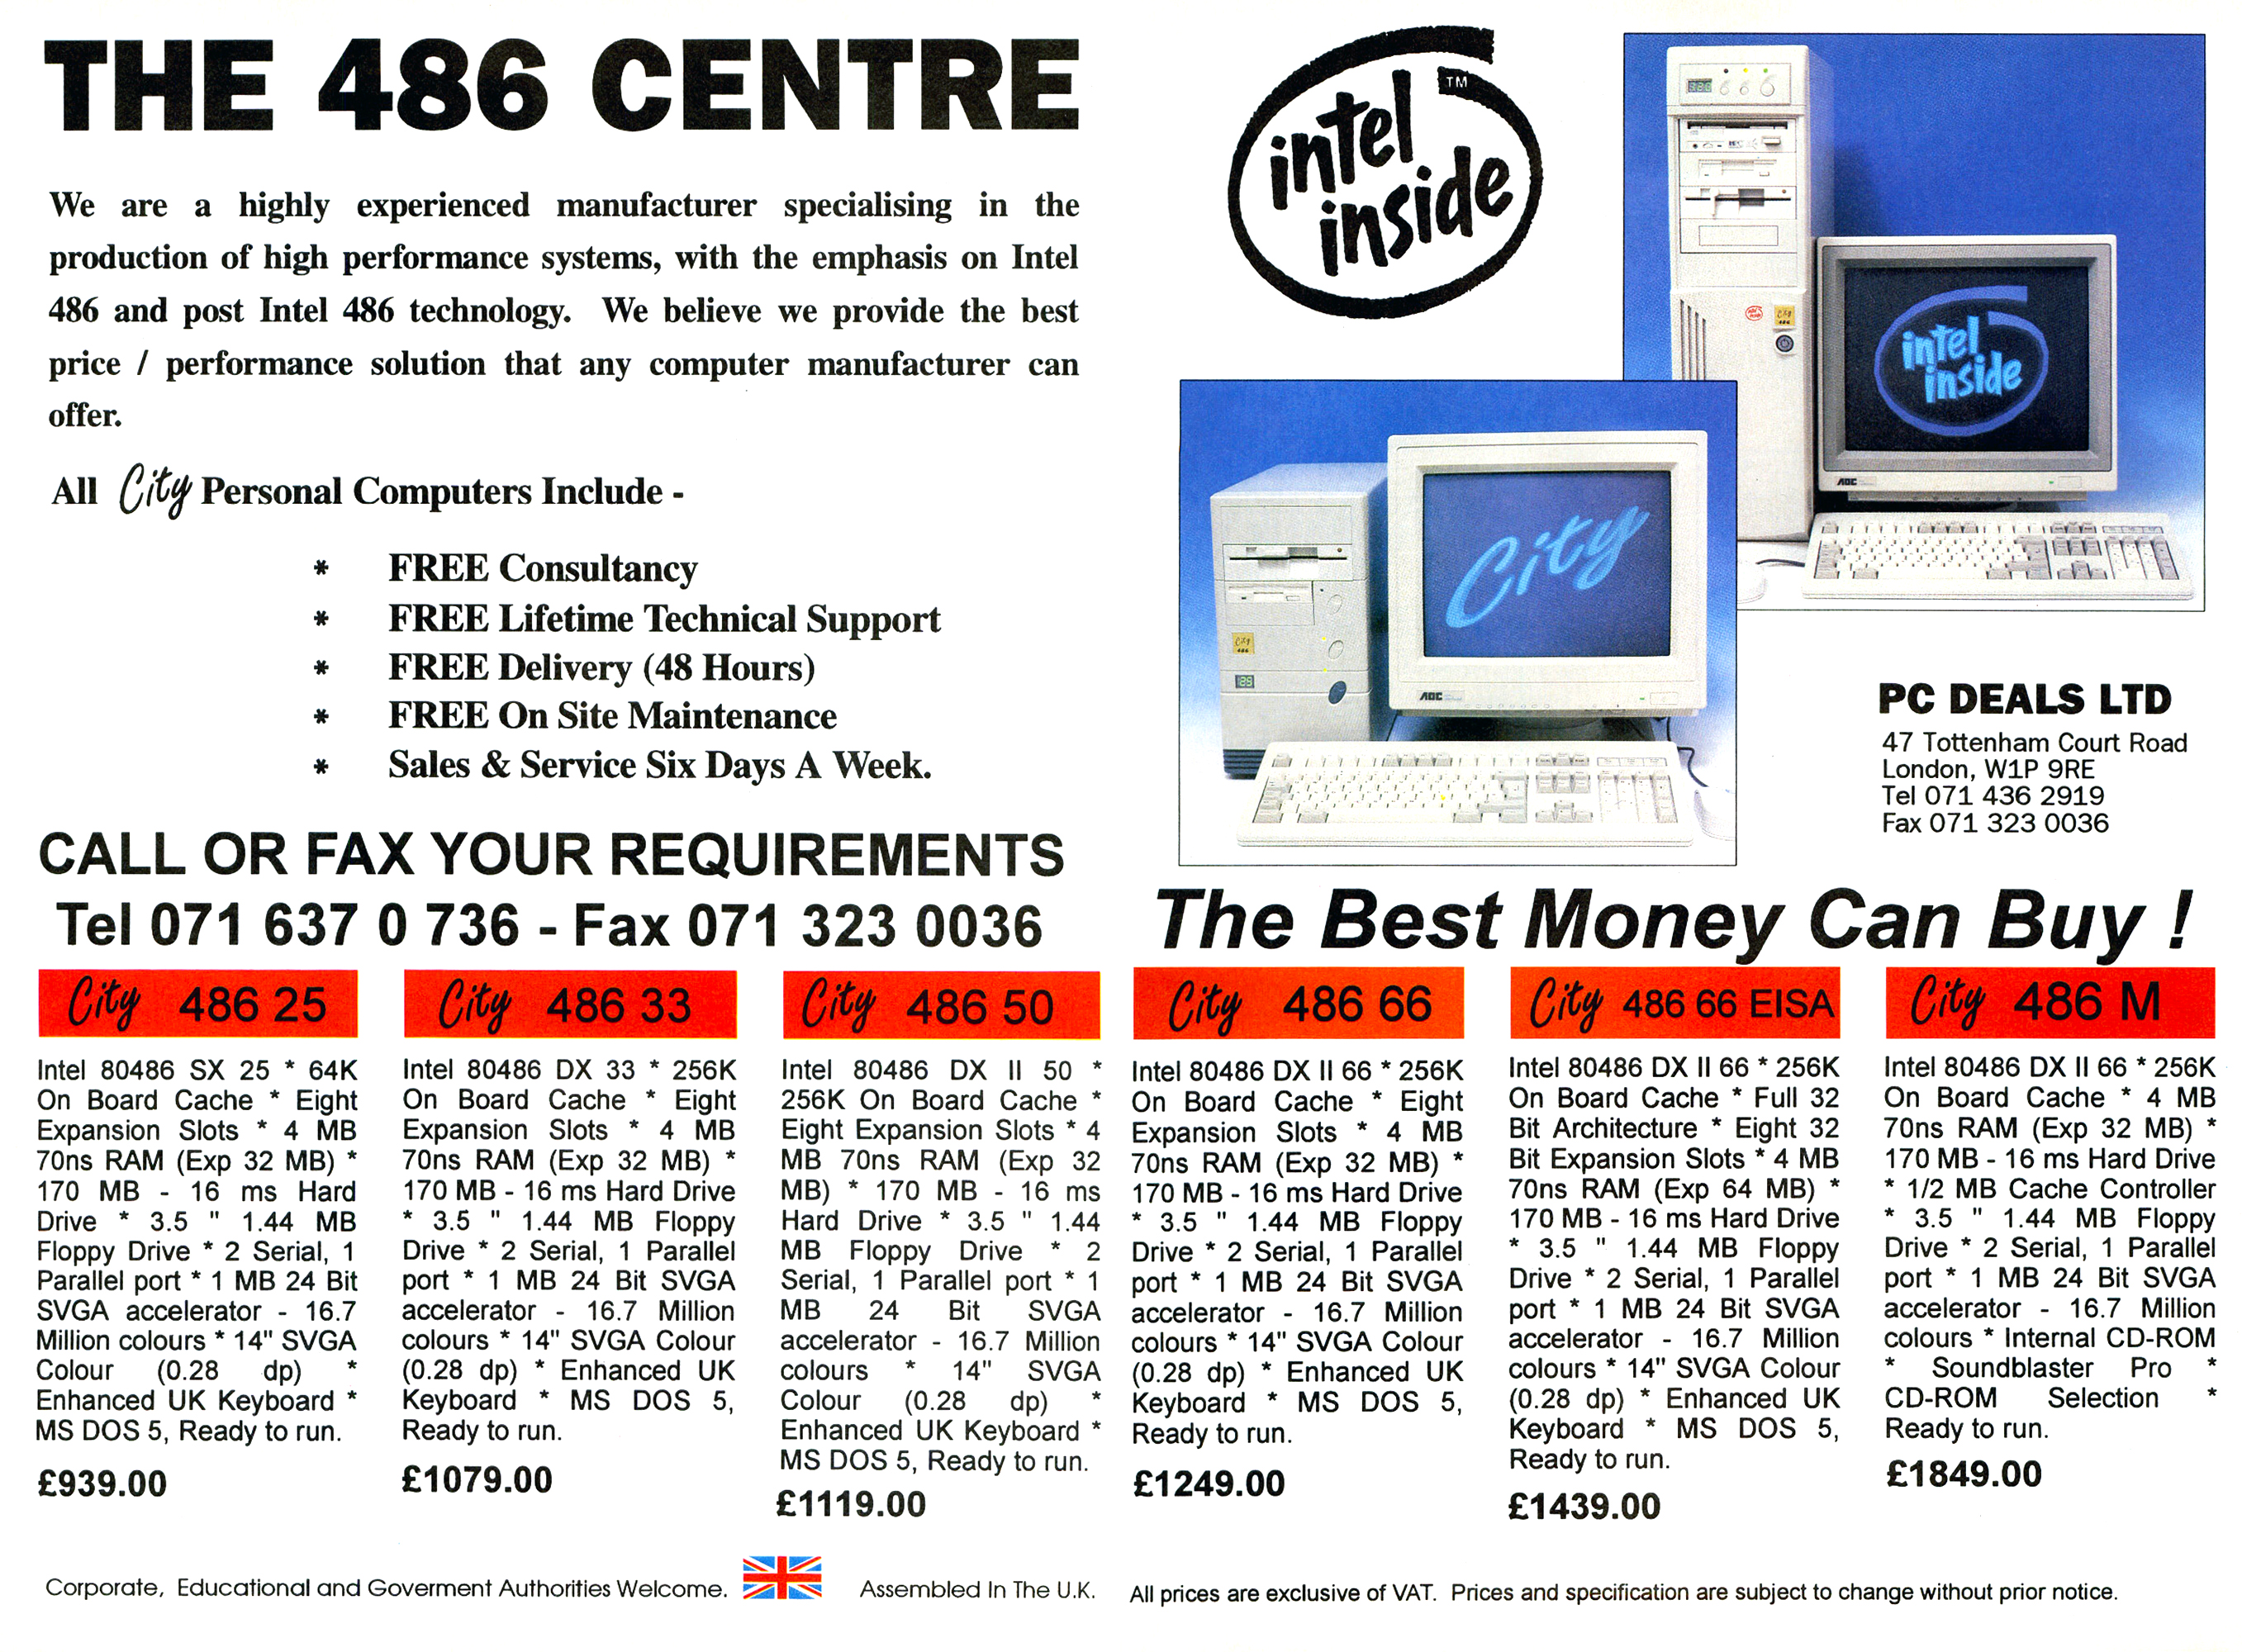 THE 486 CENTRE
We are a highly experienced manufacturer specialising in the
production of high performance systems, with the emphasis on Intel
486 and post Intel 486 technology. We believe we provide the best
price / performance solution that any computer manufacturer can
offer.
All City Personal Computers Include -
* FREE Consultancy
* FREE Lifetime Technical Support
* FREE Delivery (48 Hours)
* FREE On Site Maintenance
* Sales & Service Six Days A Week.
CALL OR FAX YOUR REQUIREMENTS
Tel 071 637 0 736 - Fax 071 323 0036
intel
inside
TM
intel
inside
AOC
City
486
City
City
486
AOC
PC DEALS LTD
47 Tottenham Court Road
London, W1P 9RE
Tel 071 436 2919
Fax 071 323 0036
The Best Money Can Buy !
City 486 25
Intel 80486 SX 25 * 64K
On Board Cache * Eight
Expansion Slots * 4 MB
70ns RAM (Exp 32 MB) *
170 MB - 16 ms Hard
Drive * 3.5 " 1.44 MB
Floppy Drive * 2 Serial, 1
Parallel port * 1 MB 24 Bit
SVGA accelerator - 16.7
Million colours * 14" SVGA
Colour (0.28 dp) *
Enhanced UK Keyboard *
MS DOS 5, Ready to run.
£939.00
City 486 33
Intel 80486 DX 33 * 256K
On Board Cache * Eight
Expansion Slots * 4 MB
70ns RAM (Exp 32 MB) *
170 MB - 16 ms Hard Drive
* 3.5 " 1.44 MB Floppy
Drive * 2 Serial, 1 Parallel
port * 1 MB 24 Bit SVGA
accelerator - 16.7 Million
colours * 14" SVGA Colour
(0.28 dp) * Enhanced UK
Keyboard * MS DOS 5,
Ready to run.
£1079.00
City 486 50
Intel 80486 DX II 50 *
256K On Board Cache *
Eight Expansion Slots * 4
MB 70ns RAM (Exp 32
MB) * 170 MB - 16 ms
Hard Drive * 3.5 " 1.44
MB Floppy Drive * 2
Serial, 1 Parallel port * 1
MB 24 Bit SVGA
accelerator - 16.7 Million
colours * 14" SVGA
Colour (0.28 dp) *
Enhanced UK Keyboard *
MS DOS 5, Ready to run.
£1119.00
City 486 66
Intel 80486 DX II 66 * 256K
On Board Cache * Eight
Expansion Slots * 4 MB
70ns RAM (Exp 32 MB) *
170 MB - 16 ms Hard Drive
* 3.5 " 1.44 MB Floppy
Drive * 2 Serial, 1 Parallel
port * 1 MB 24 Bit SVGA
accelerator - 16.7 Million
colours * 14" SVGA Colour
(0.28 dp) * Enhanced UK
Keyboard * MS DOS 5,
Ready to run.
£1249.00
City 486 66 EISA
Intel 80486 DX II 66 * 256K
On Board Cache * Full 32
Bit Architecture * Eight 32
Bit Expansion Slots * 4 MB
70ns RAM (Exp 64 MB) *
170 MB - 16 ms Hard Drive
* 3.5 " 1.44 MB Floppy
Drive * 2 Serial, 1 Parallel
port * 1 MB 24 Bit SVGA
accelerator - 16.7 Million
colours * 14" SVGA Colour
(0.28 dp) * Enhanced UK
Keyboard * MS DOS 5,
Ready to run.
£1439.00
City 486 M
Intel 80486 DX II 66 * 256K
On Board Cache * 4 MB
70ns RAM (Exp 32 MB) *
170 MB - 16 ms Hard Drive
* 1/2 MB Cache Controller
* 3.5 " 1.44 MB Floppy
Drive * 2 Serial, 1 Parallel
port * 1 MB 24 Bit SVGA
accelerator - 16.7 Million
colours * Internal CD-ROM
* Soundblaster Pro *
CD-ROM Selection *
Ready to run.
£1849.00
Corporate, Educational and Goverment Authorities Welcome.
Assembled In The U.K.
All prices are exclusive of VAT. Prices and specification are subject to change without prior notice.